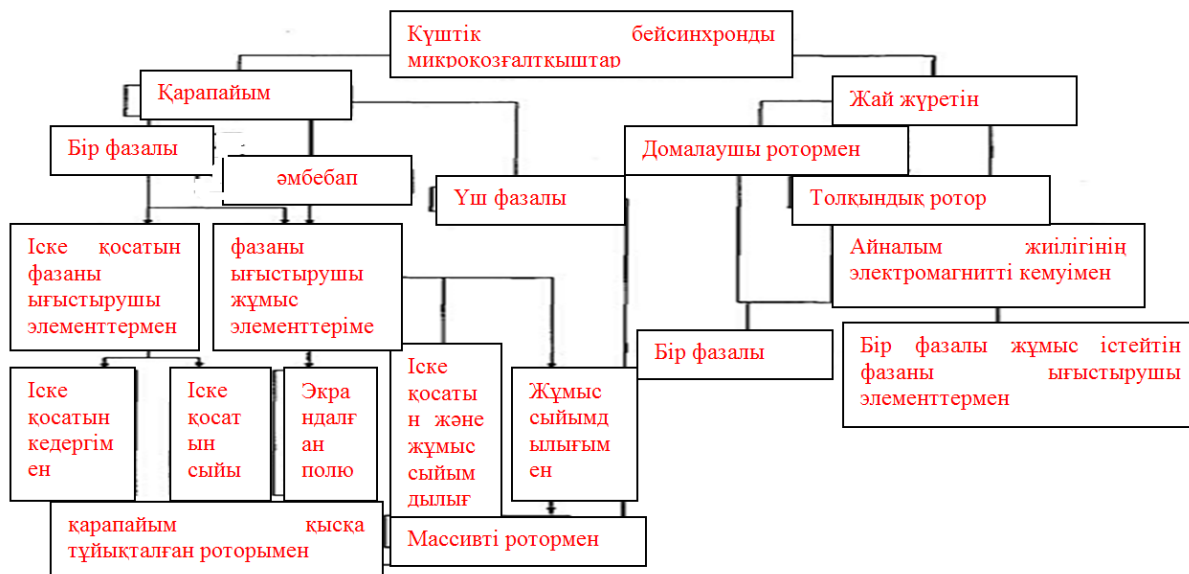 Күштік бейсинхронды
микроқозғалтқыштар
Қарапайым
Жай жүретін
Бір фазалы
Домалаушы ротормен
әмбебап
Үш фазалы
Толқындық ротор
Іске қосатын
фазаны
ығыстырушы
элементтермен
фазаны
ығыстырушы
жұмыс
элементтеріме
Айналым жиілігінің
электромагнитті кемуімен
Бір фазалы
Бір фазалы жұмыс істейтін
фазаны ығыстырушы
элементтермен
Іске
қосатын
кедергім
ен
Іске
қосат
ын
сыйы
Экра
ндалғ
ан
полю
Іске
қосаты
н және
жұмыс
сыйым
дылығ
Жұмыс
сыйымд
ылығым
ен
қарапайым қысқа
тұйықталған роторымен
Массивті ротормен